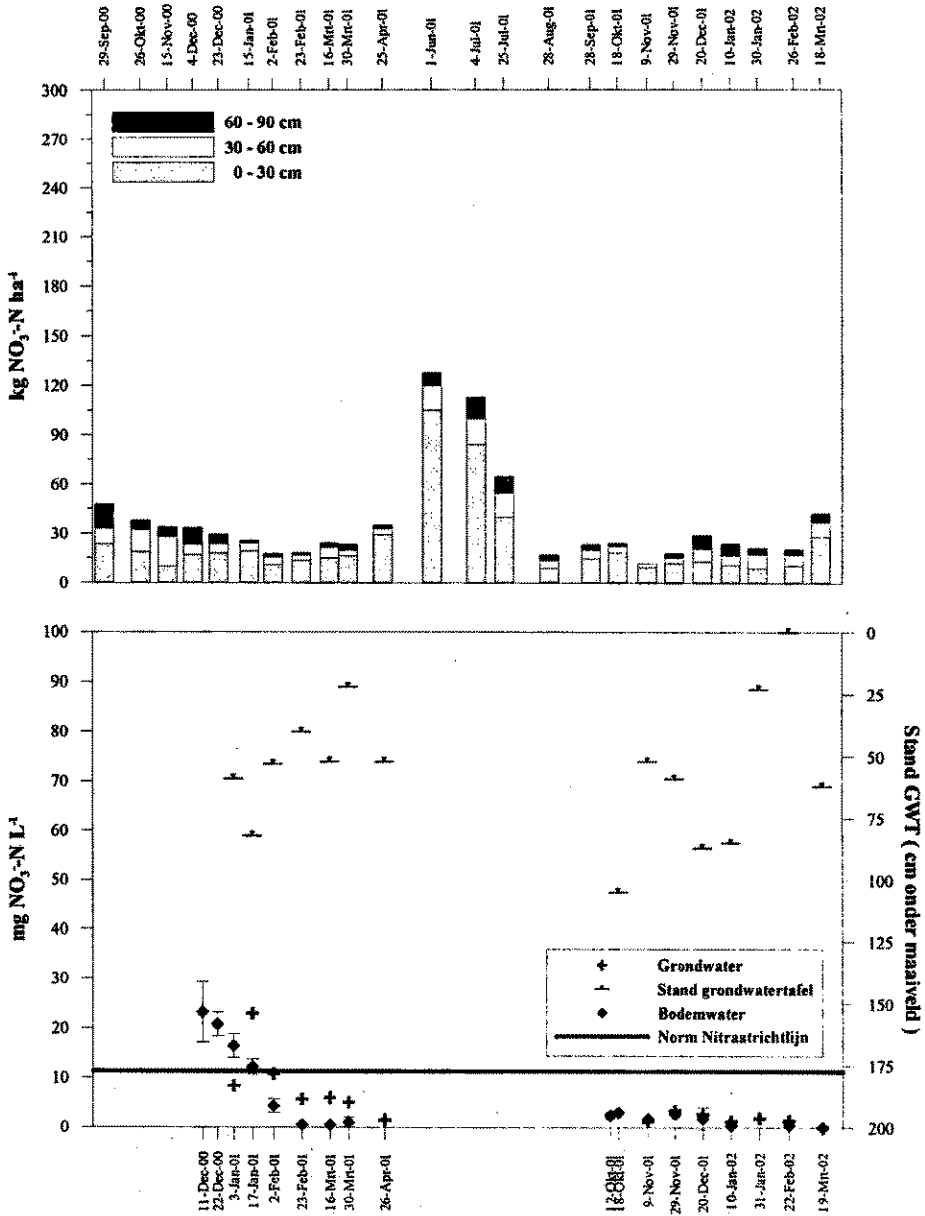 29-Sep-00
26-Okt-00
15-Nov-00
4-Dec-00
23-Dec-00
15-Jan-01
2-Feb-01
23-Feb-01
16-Mrt-01
30-Mrt-01
25-Apr-01
1-Jun-01
4-Jul-01
25-Jul-01
28-Aug-01
28-Sep-01
18-Okt-01
9-Nov-01
29-Nov-01
20-Dec-01
10-Jan-02
30-Jan-02
26-Feb-02
18-Mrt-02
300
270
240
210
180
150
120
90
60
30
0
kg NO₃⁻-N ha⁻¹
60 - 90 cm
30 - 60 cm
0 - 30 cm
100
90
80
70
60
50
40
30
20
10
0
mg NO₃⁻-N L⁻¹
0
25
50
75
100
125
150
175
200
Stand GWT ( cm onder maaiveld )
Grondwater
Stand grondwatertafel
Bodemwater
Norm Nitraatrichtlijn
11-Dec-00
22-Dec-00
3-Jan-01
17-Jan-01
2-Feb-01
23-Feb-01
16-Mrt-01
30-Mrt-01
26-Apr-01
12-Okt-01
18-Okt-01
9-Nov-01
29-Nov-01
20-Dec-01
10-Jan-02
31-Jan-02
22-Feb-02
19-Mrt-02